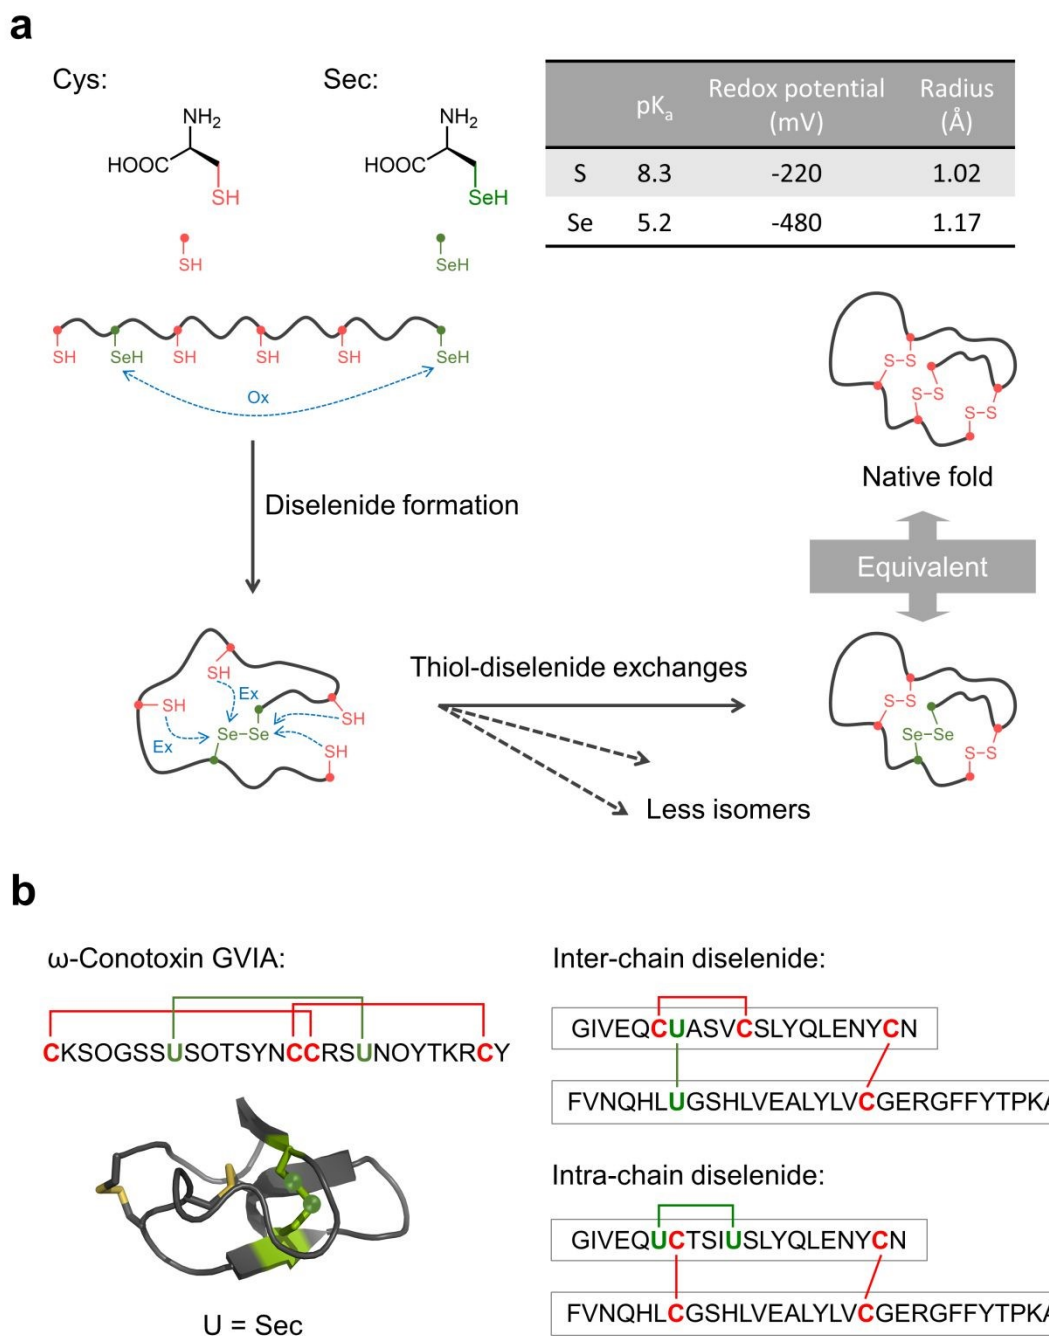 a
Cys:
Sec:
NH₂
HOOC
SH
NH₂
HOOC
SeH
SH
SeH
pKₐ
Redox potential (mV)
Radius (Å)
S 8.3 -220 1.02
Se 5.2 -480 1.17
SH SeH SH SH SH SeH
Ox
Diselenide formation
S-S
S-S
S-S
Native fold
Equivalent
SH
SH
Ex
SH
Ex
Se-Se
SH
Thiol-diselenide exchanges
Less isomers
S-S
Se-Se
S-S
b
ω-Conotoxin GVIA:
CKSOGSSUSOTSYNCCRSUNOYTKRCY
U = Sec
Inter-chain diselenide:
GIVEQCUASVCSLYQLENYCN
FVNQHLUGSHLVEALYLVCGERGFFYTPKA
Intra-chain diselenide:
GIVEQUCTSIUSLYQLENYCN
FVNQHLCGSHLVEALYLVCGERGFFYTPKA